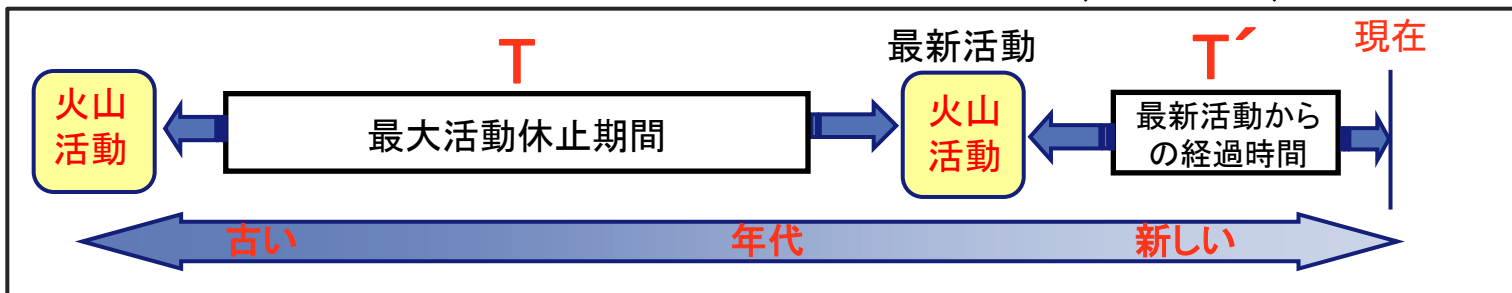 T
最新活動
T´
現在
火山
活動
最大活動休止期間
火山
活動
最新活動から
の経過時間
古い
年代
新しい